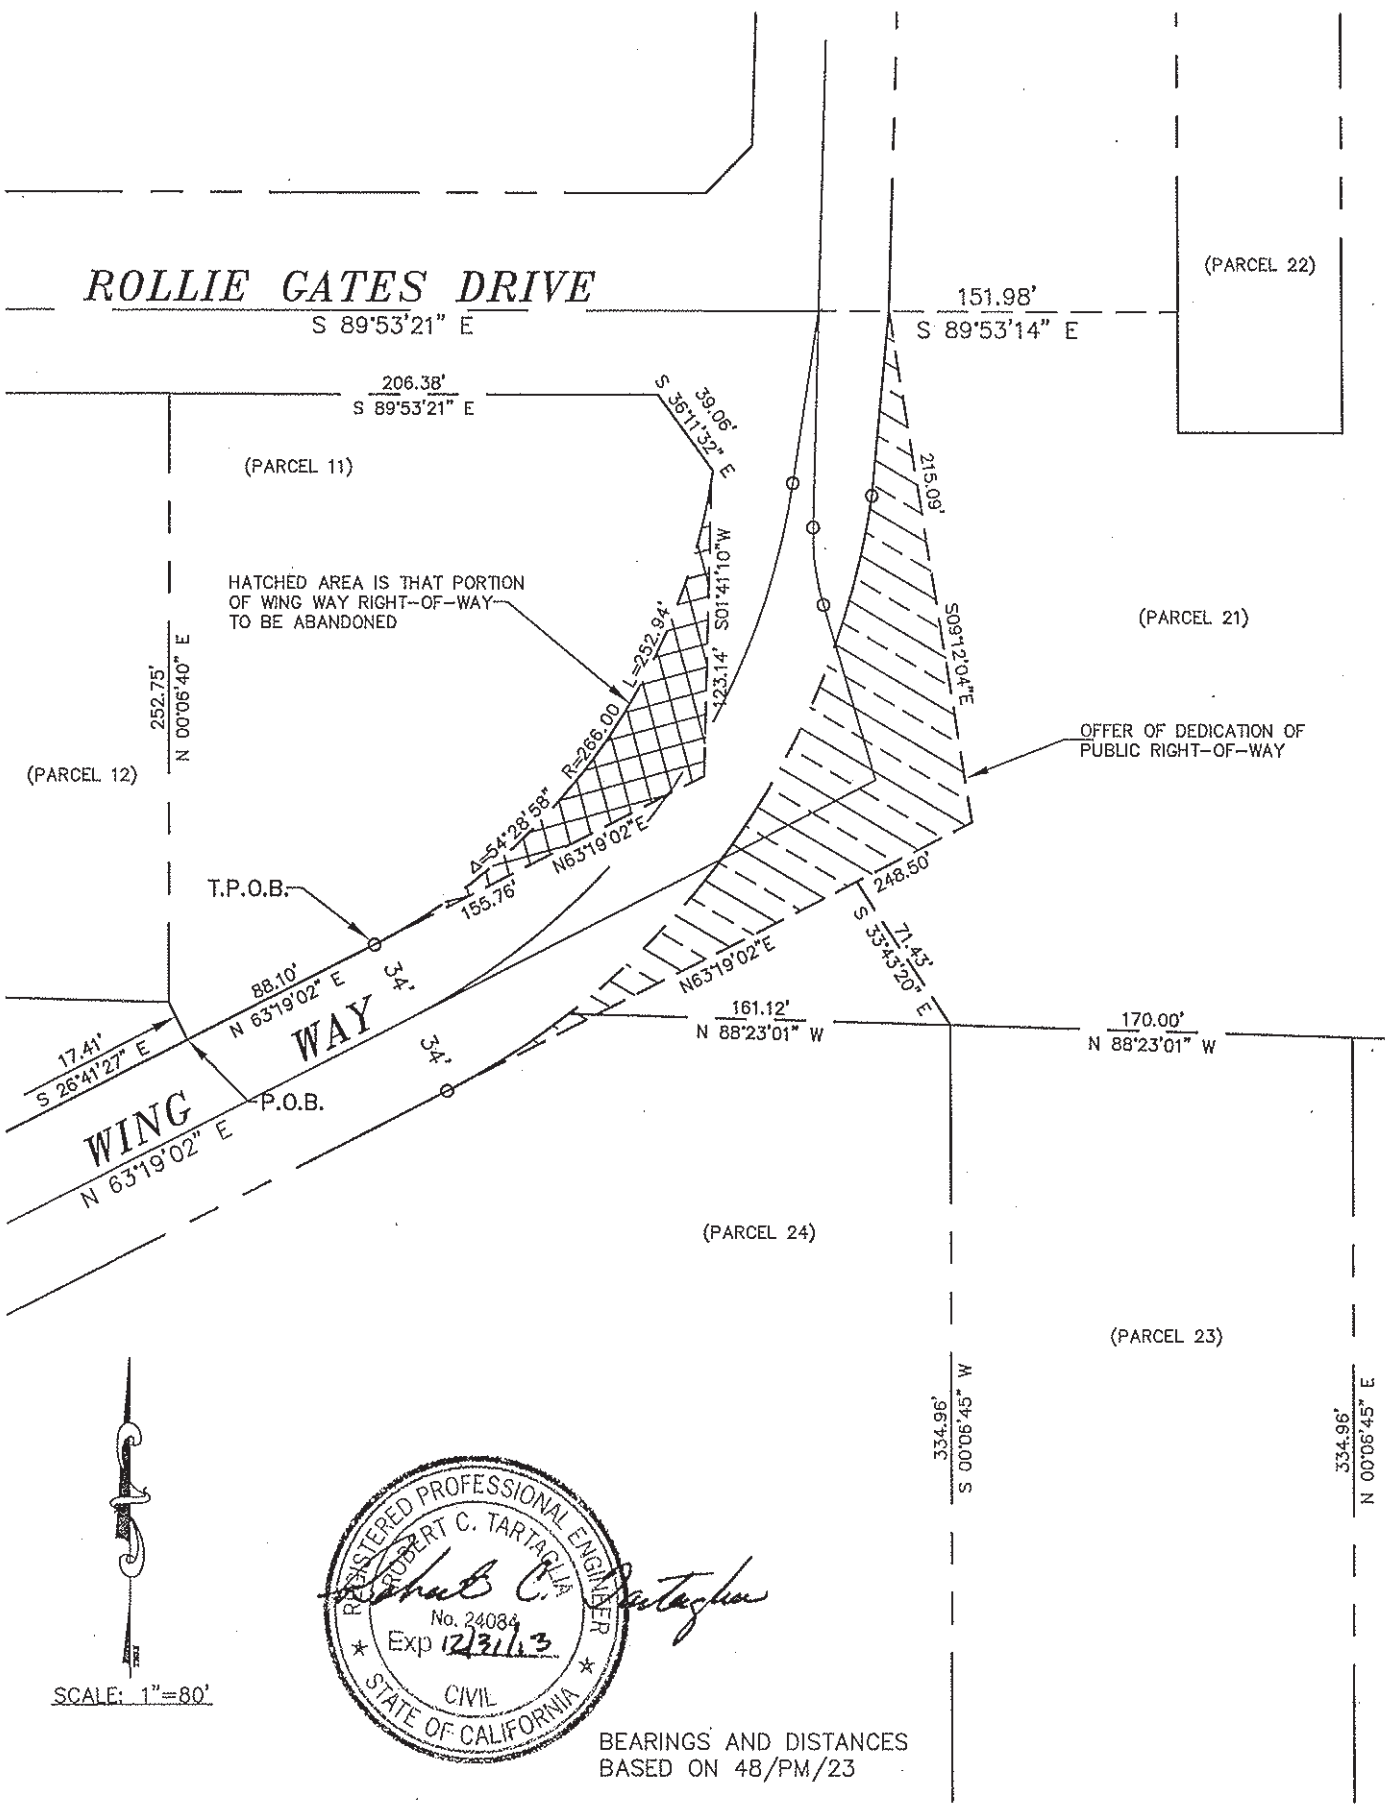 ROLLIE GATES DRIVE
S 89°53'21" E
151.98'
S 89°53'14" E
(PARCEL 22)
206.38'
S 89°53'21" E
39.06'
S 36°11'32" E
(PARCEL 11)
215.09'
S09°12'04"E
HATCHED AREA IS THAT PORTION
OF WING WAY RIGHT-OF-WAY
TO BE ABANDONED
123.14' S01°41'10"W
(PARCEL 21)
252.75'
N 00°06'40" E
Δ=54°28'58" R=266.00 L=252.94'
OFFER OF DEDICATION OF
PUBLIC RIGHT-OF-WAY
(PARCEL 12)
N63°19'02"E
155.76'
T.P.O.B.
248.50'
N63°19'02"E
71.43'
S 33°43'20" E
88.10'
N 63°19'02" E
34'
34'
161.12'
N 88°23'01" W
170.00'
N 88°23'01" W
17.41'
S 26°41'27" E
P.O.B.
WING WAY
N 63°19'02" E
(PARCEL 24)
(PARCEL 23)
334.96'
S 00°06'45" W
334.96'
N 00°06'45" E
SCALE: 1"=80'
REGISTERED PROFESSIONAL ENGINEER
ROBERT C. TARTAGLIA
Robert C. Tartaglia
No. 24084
Exp 12/31/13
CIVIL
STATE OF CALIFORNIA
BEARINGS AND DISTANCES
BASED ON 48/PM/23